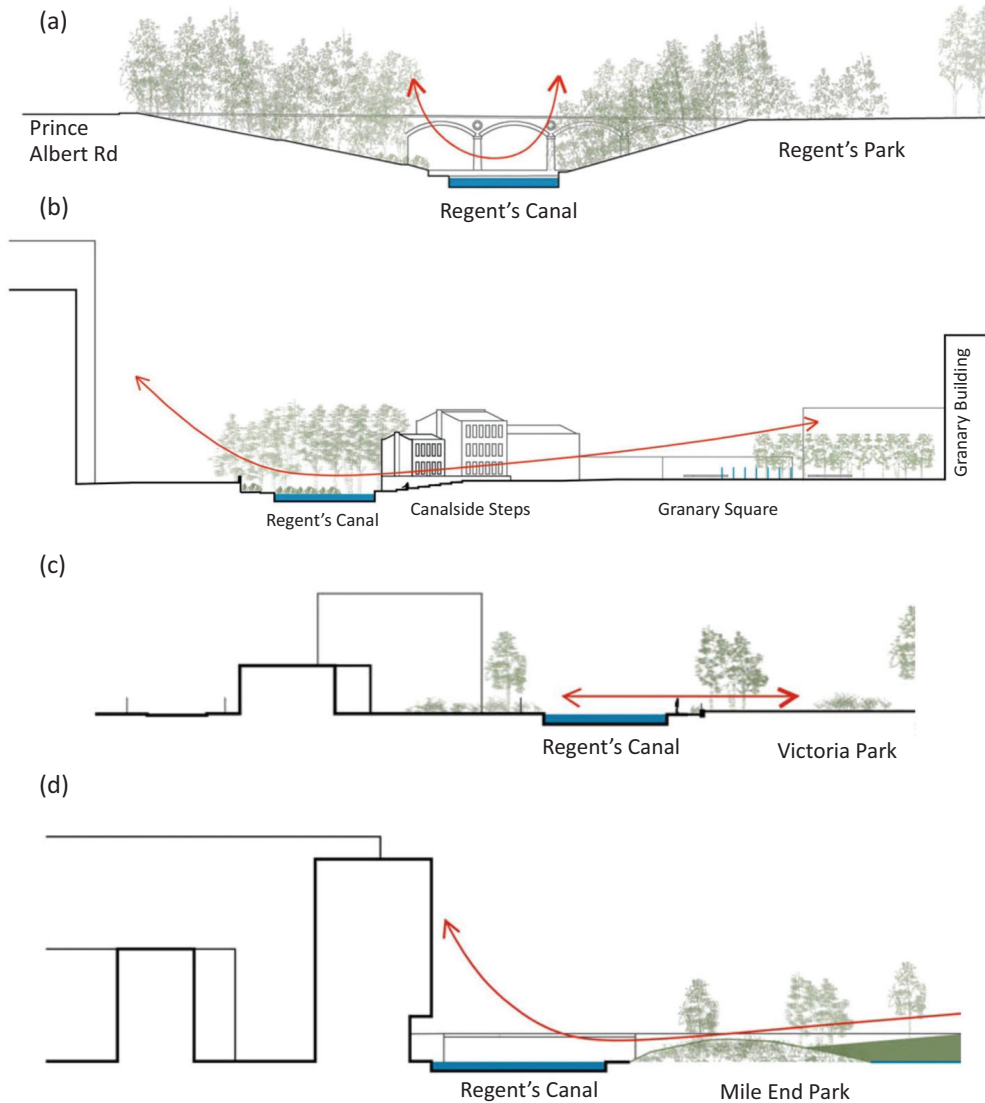 (a)
Prince
Albert Rd
Regent's Park
Regent's Canal
(b)
Granary Building
Regent's Canal
Canalside Steps
Granary Square
(c)
Regent's Canal
Victoria Park
(d)
Regent's Canal
Mile End Park